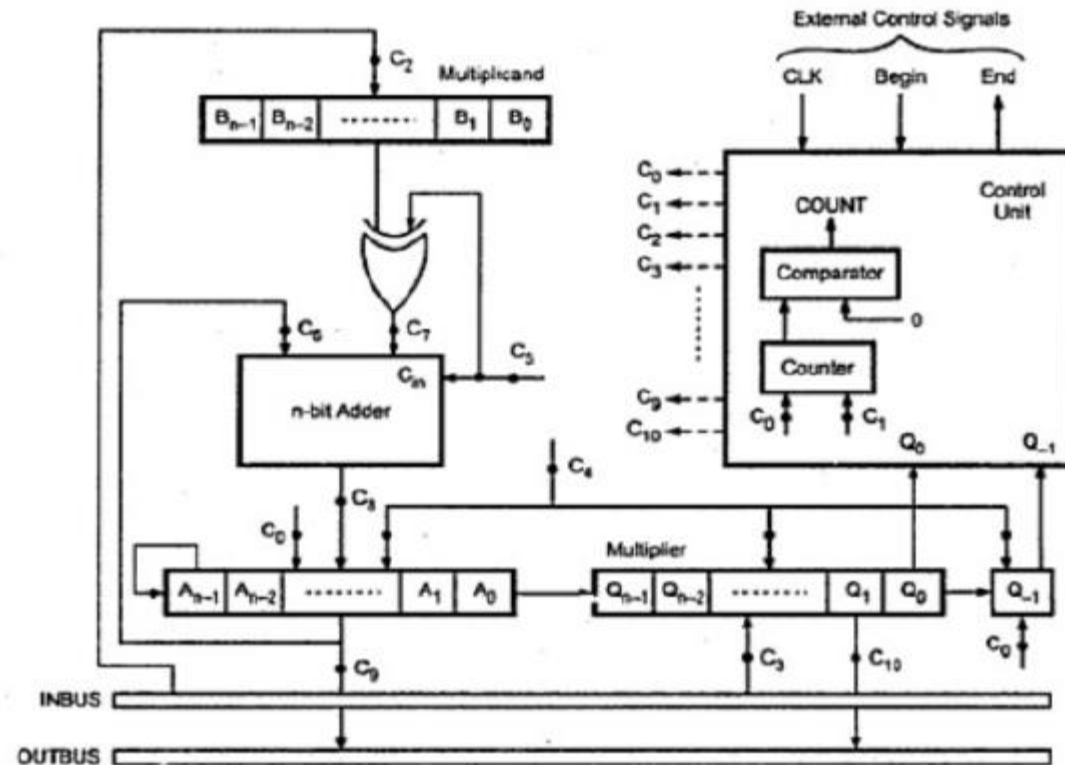 External Control Signals
CLK Begin End
C₂
Multiplicand
Bₙ₋₁ Bₙ₋₂ -------- B₁ B₀
C₀
C₁
C₂
C₃
Control
Unit
COUNT
Comparator
0
Counter
C₀ C₁
C₉
C₁₀
Q₀ Q₋₁
C₆ C₇
C₅
Cᵢₙ
n-bit Adder
C₈
C₄
C₀
Multiplier
Aₙ₋₁ Aₙ₋₂ -------- A₁ A₀
Qₙ₋₁ Qₙ₋₂ -------- Q₁ Q₀ Q₋₁
C₉ C₃ C₁₀ C₀
INBUS
OUTBUS